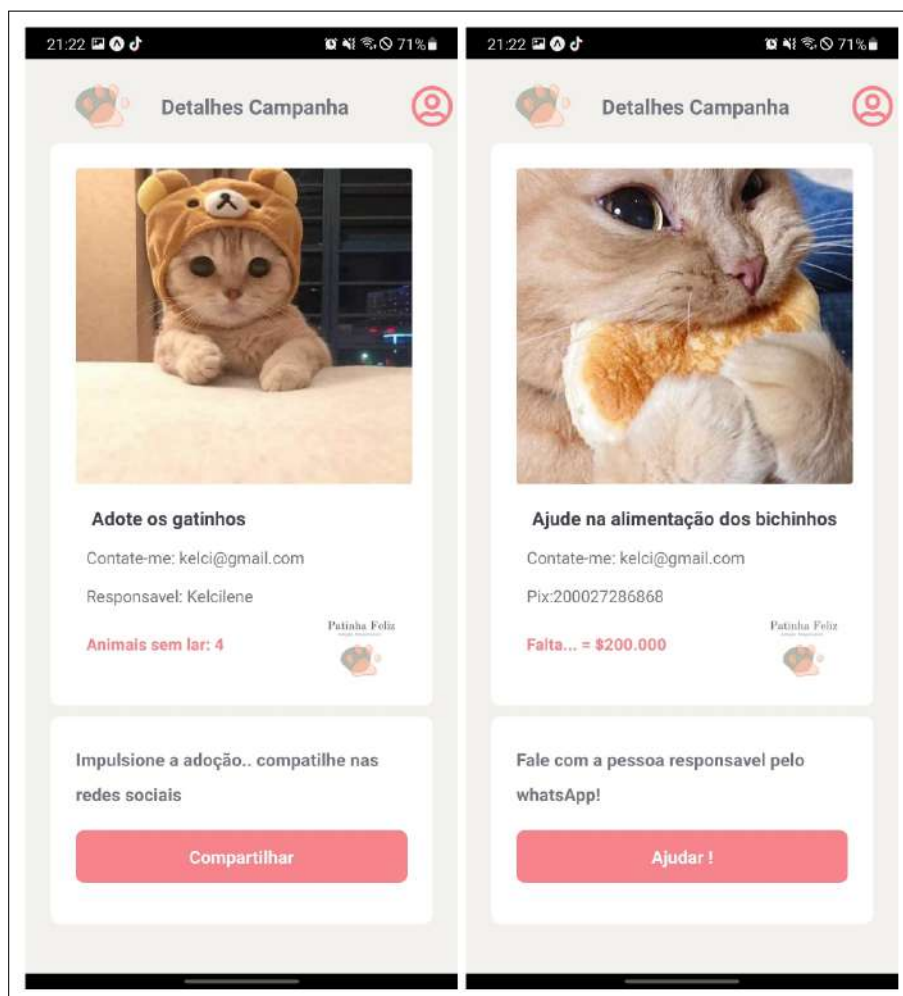 21:22
71%
Detalhes Campanha
Adote os gatinhos
Contate-me: kelci@gmail.com
Responsavel: Kelcilene
Patinha Feliz
Animais sem lar: 4
Impulsione a adoção.. compatilhe nas
redes sociais
Compartilhar
21:22
71%
Detalhes Campanha
Ajude na alimentação dos bichinhos
Contate-me: kelci@gmail.com
Pix:200027286868
Patinha Feliz
Falta... = $200.000
Fale com a pessoa responsavel pelo
whatsApp!
Ajudar !